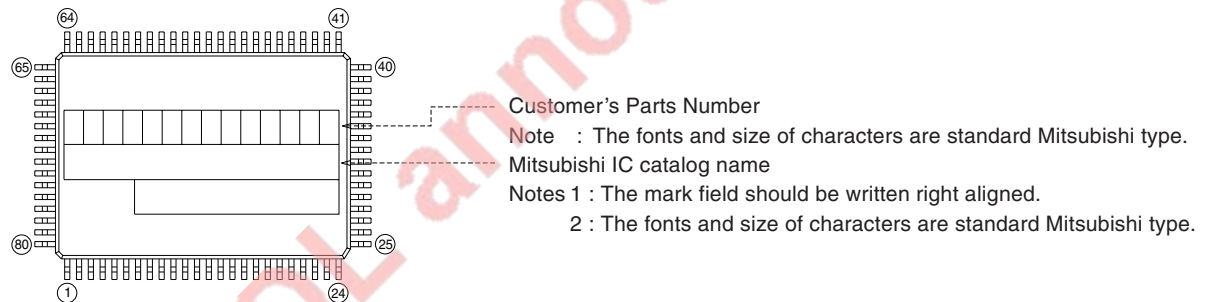 64 41
65 40
Customer's Parts Number
Note : The fonts and size of characters are standard Mitsubishi type.
Mitsubishi IC catalog name
Notes 1 : The mark field should be written right aligned.
2 : The fonts and size of characters are standard Mitsubishi type.
80 25
1 24